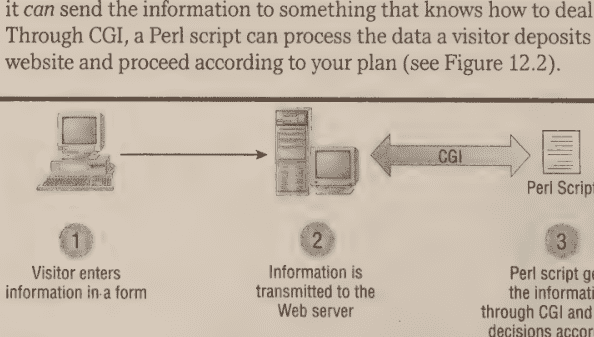 it can send the information to something that knows how to deal
Through CGI, a Perl script can process the data a visitor deposits
website and proceed according to your plan (see Figure 12.2).
CGI
Perl Script
1
2
3
Visitor enters
information in a form
Information is
transmitted to the
Web server
Perl script
the
through CGI and
decisions